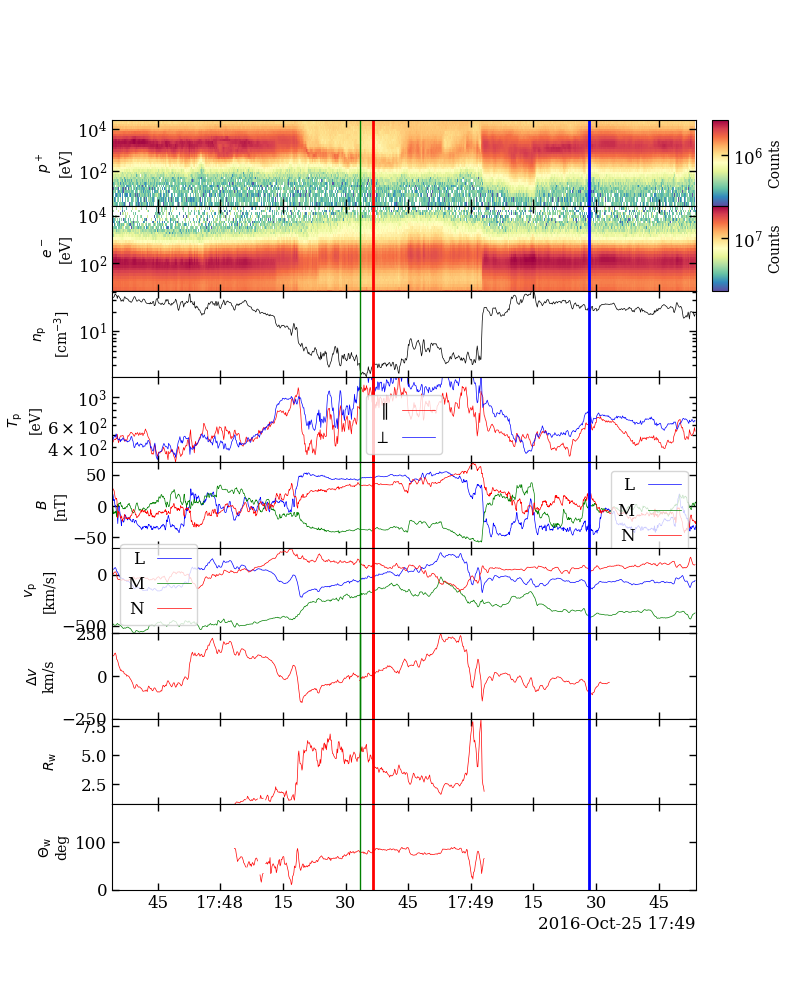 10⁴
10²
p⁺
[eV]
10⁶
Counts
10⁴
10²
e⁻
[eV]
10⁷
Counts
10¹
nₚ
[cm⁻³]
10³
6 × 10²
4 × 10²
Tₚ
[eV]
∥
⊥
50
0
−50
B
[nT]
L
M
N
0
−500
vₚ
[km/s]
L
M
N
250
0
−250
Δv
km/s
7.5
5.0
2.5
R_w
100
0
Θ_w
deg
45 17:48 15 30 45 17:49 15 30 45
2016-Oct-25 17:49